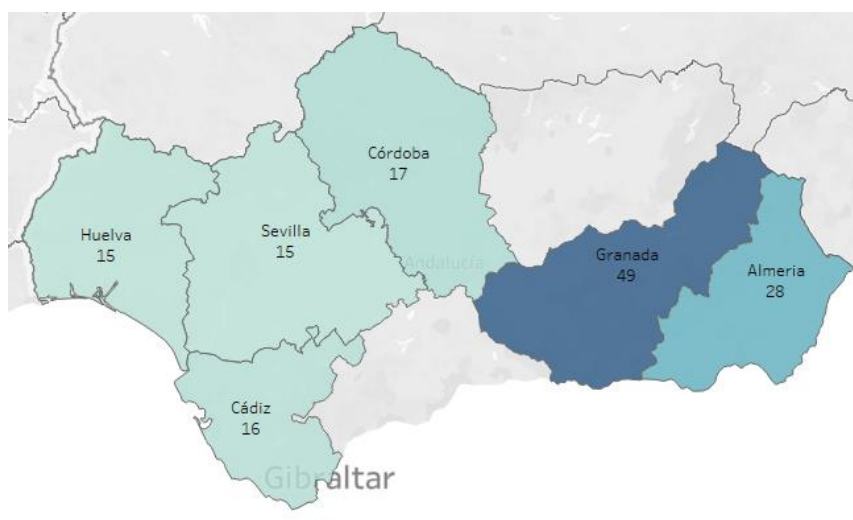 Córdoba
17
Huelva
15
Sevilla
15
Andalucía
Granada
49
Almeria
28
Cádiz
16
Gibraltar